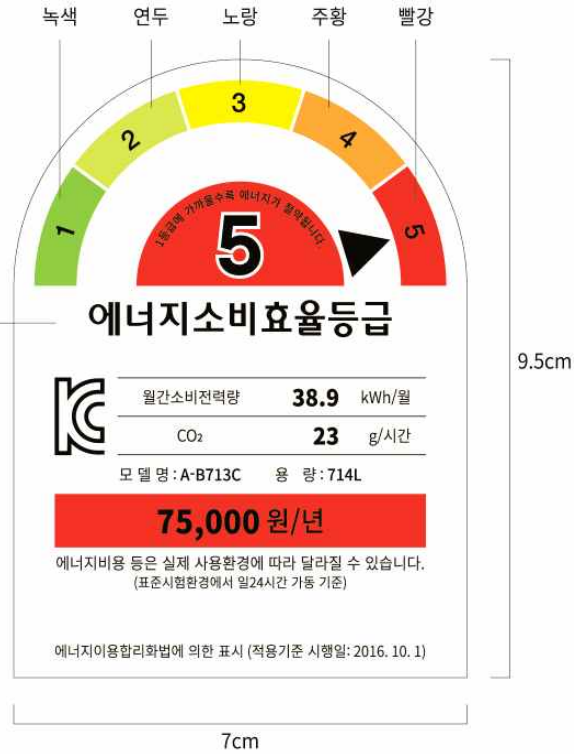 녹색 연두 노랑 주황 빨강
1 2 3 4 5
1등급에 가까울수록 에너지가 절약됩니다.
5
에너지소비효율등급
월간소비전력량 38.9 kWh/월
CO₂ 23 g/시간
모 델 명 : A-B713C 용 량 : 714L
75,000 원/년
에너지비용 등은 실제 사용환경에 따라 달라질 수 있습니다.
(표준시험환경에서 일24시간 가동 기준)
에너지이용합리화법에 의한 표시 (적용기준 시행일: 2016. 10. 1)
9.5cm
7cm